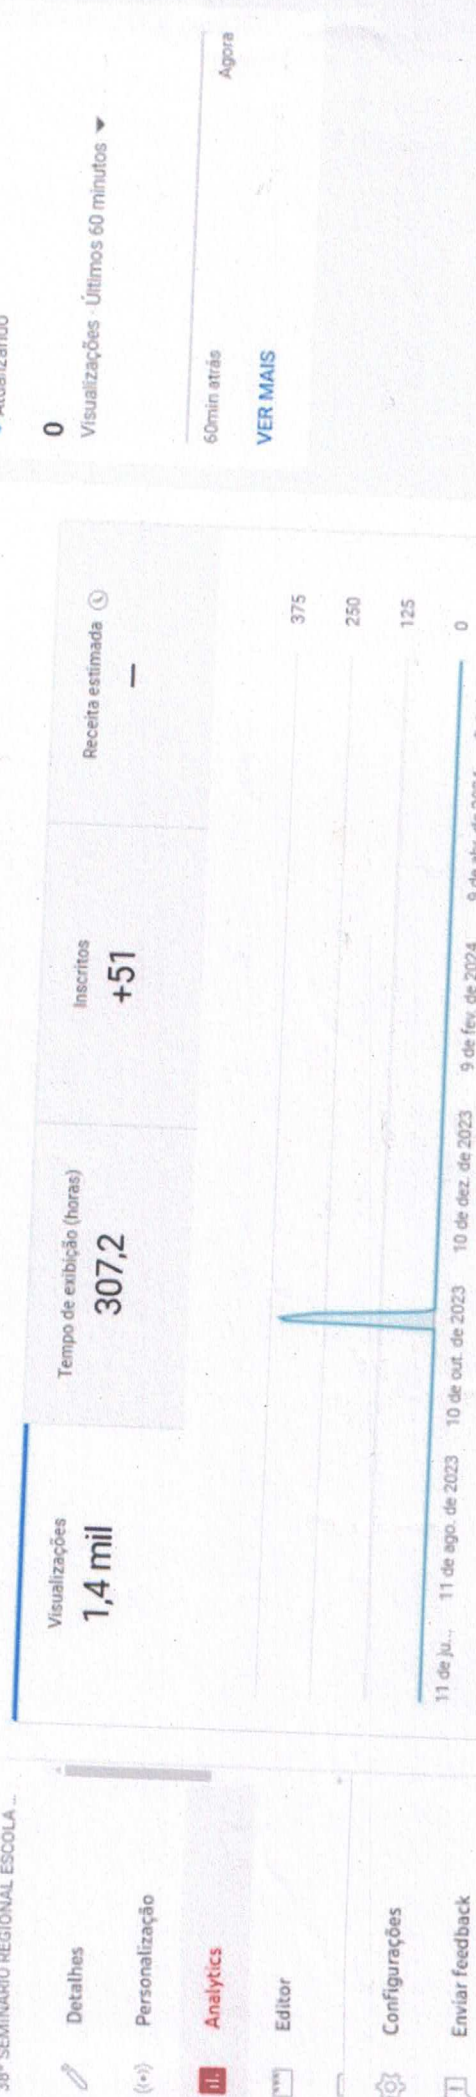 SEMINÁRIO REGIONAL ESCOLA ...
Detalhes
Personalização
Analytics
Editor
Configurações
Enviar feedback
Visualizações
1,4 mil
Tempo de exibição (horas)
307,2
Inscritos
+51
Receita estimada
—
375
250
125
0
11 de ju... 11 de ago. de 2023 10 de out. de 2023 10 de dez. de 2023 9 de fev. de 2024
Atualizando
0
Visualizações · Últimos 60 minutos
60min atrás Agora
VER MAIS